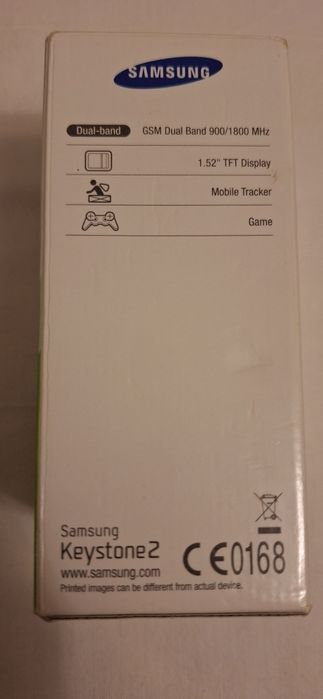 SAMSUNG
Dual-band GSM Dual Band 900/1800 MHz
1.52" TFT Display
Mobile Tracker
Game
Samsung
Keystone2
www.samsung.com
CE0168
Printed images can be different from actual device.